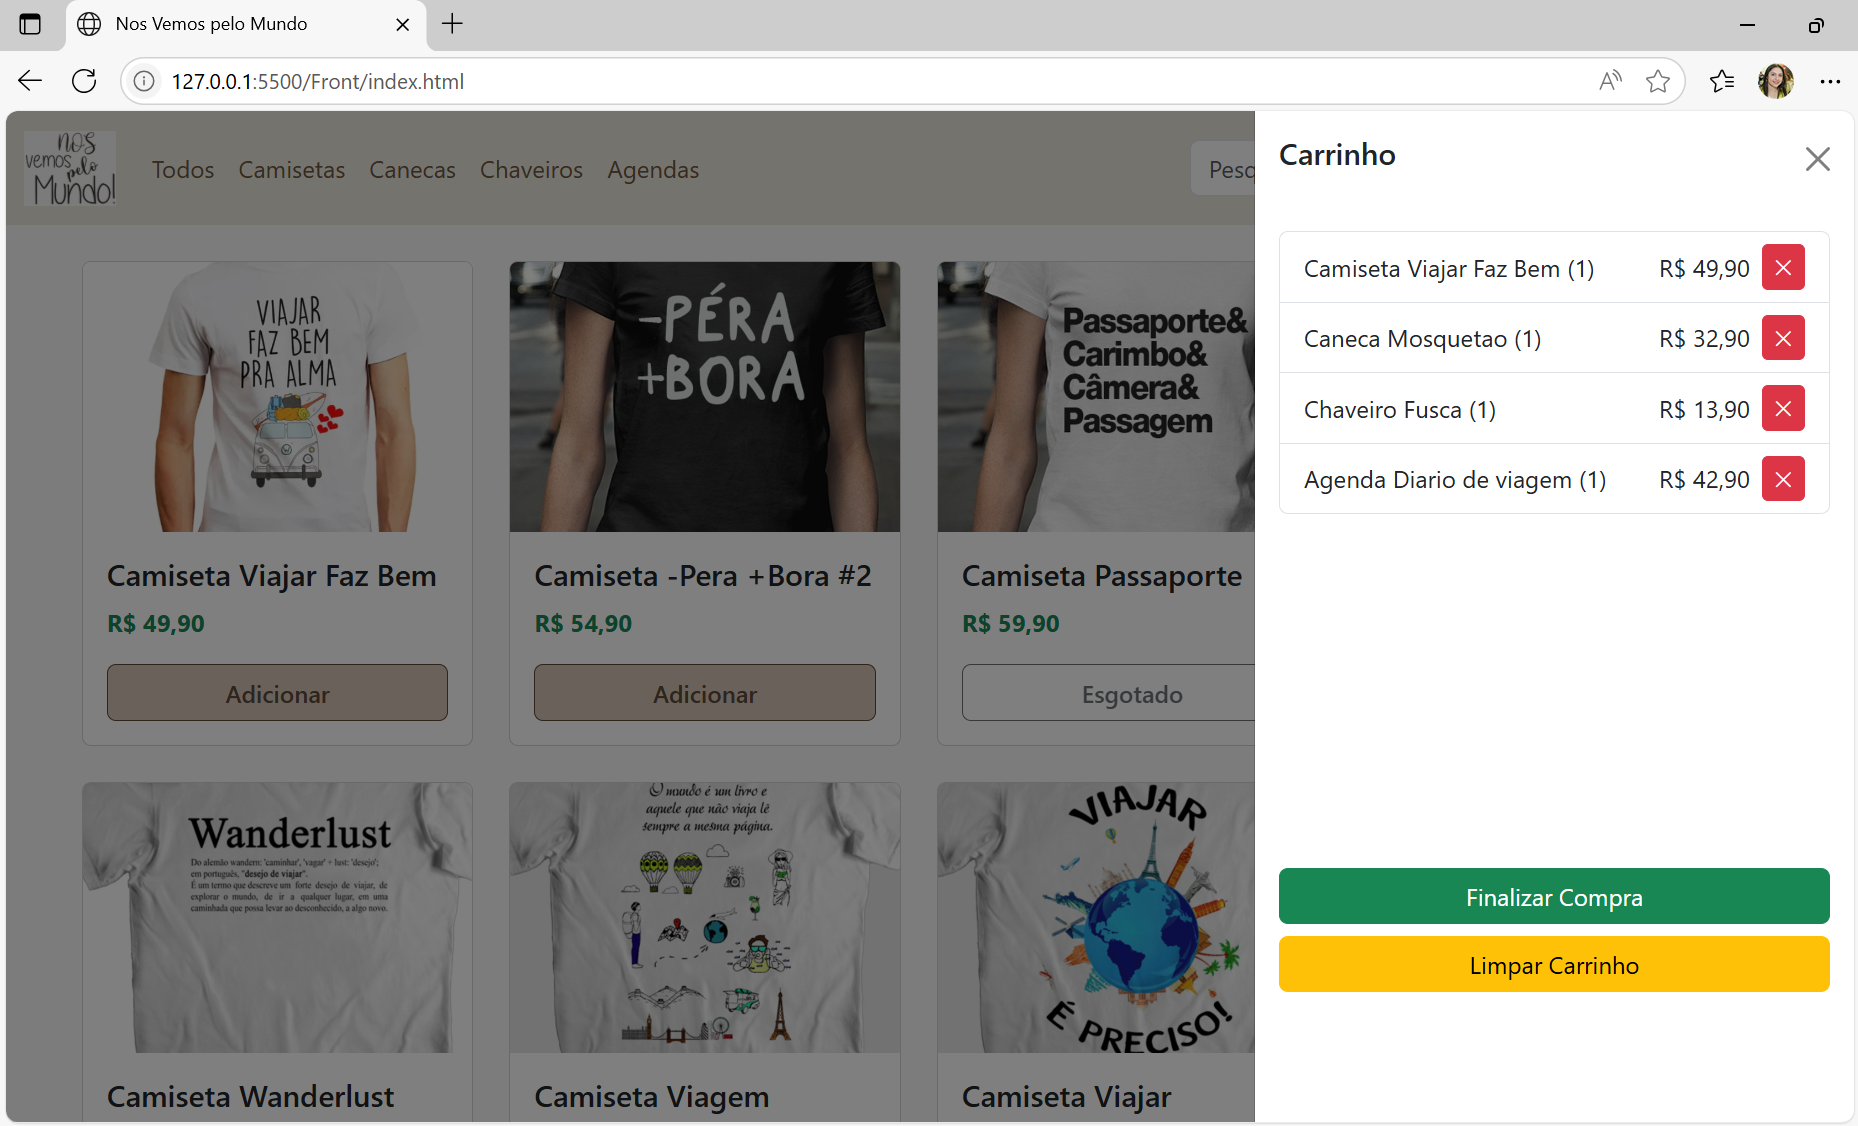 Nos Vemos pelo Mundo
127.0.0.1:5500/Front/index.html
nos
vemos
pelo
Mundo!
Todos Camisetas Canecas Chaveiros Agendas
Pesq
VIAJAR
FAZ BEM
PRA ALMA
Camiseta Viajar Faz Bem
R$ 49,90
Adicionar
-PÉRA
+BORA
Camiseta -Pera +Bora #2
R$ 54,90
Adicionar
Passaporte&
Carimbo&
Câmera&
Passagem
Camiseta Passaporte
R$ 59,90
Esgotado
Wanderlust
Do alemão wandern: 'caminhar', 'vagar' + lust: 'desejo';
em português, "desejo de viajar".
É um termo que descreve um forte desejo de viajar, de
explorar o mundo, de ir a qualquer lugar, em uma
caminhada que possa levar ao desconhecido, a algo novo.
Camiseta Wanderlust
O mundo é um livro e
aquele que não viaja lê
sempre a mesma página.
Camiseta Viagem
VIAJAR
É PRECISO!
Camiseta Viajar
Carrinho
Camiseta Viajar Faz Bem (1) R$ 49,90
Caneca Mosquetao (1) R$ 32,90
Chaveiro Fusca (1) R$ 13,90
Agenda Diario de viagem (1) R$ 42,90
Finalizar Compra
Limpar Carrinho